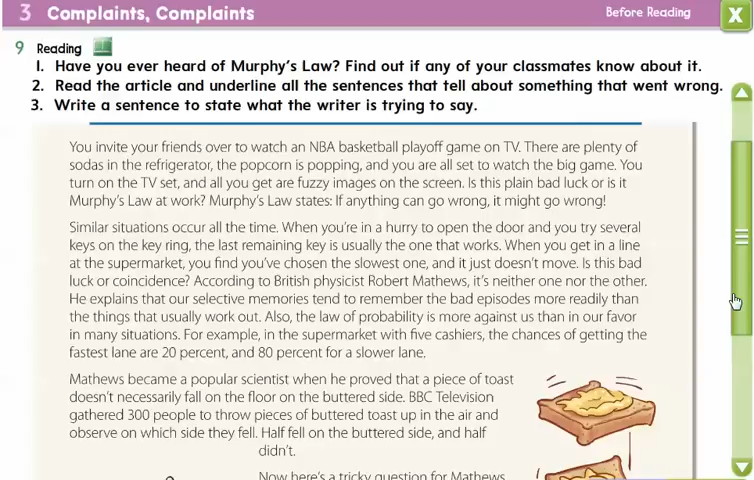 3 Complaints, Complaints
Before Reading
X
9 Reading
1. Have you ever heard of Murphy's Law? Find out if any of your classmates know about it.
2. Read the article and underline all the sentences that tell about something that went wrong.
3. Write a sentence to state what the writer is trying to say.
You invite your friends over to watch an NBA basketball playoff game on TV. There are plenty of
sodas in the refrigerator, the popcorn is popping, and you are all set to watch the big game. You
turn on the TV set, and all you get are fuzzy images on the screen. Is this plain bad luck or is it
Murphy's Law at work? Murphy's Law states: If anything can go wrong, it might go wrong!
Similar situations occur all the time. When you're in a hurry to open the door and you try several
keys on the key ring, the last remaining key is usually the one that works. When you get in a line
at the supermarket, you find you've chosen the slowest one, and it just doesn't move. Is this bad
luck or coincidence? According to British physicist Robert Mathews, it's neither one nor the other.
He explains that our selective memories tend to remember the bad episodes more readily than
the things that usually work out. Also, the law of probability is more against us than in our favor
in many situations. For example, in the supermarket with five cashiers, the chances of getting the
fastest lane are 20 percent, and 80 percent for a slower lane.
Mathews became a popular scientist when he proved that a piece of toast
doesn't necessarily fall on the floor on the buttered side. BBC Television
gathered 300 people to throw pieces of buttered toast up in the air and
observe on which side they fell. Half fell on the buttered side, and half
didn't.
Now here's a tricky question for Mathews